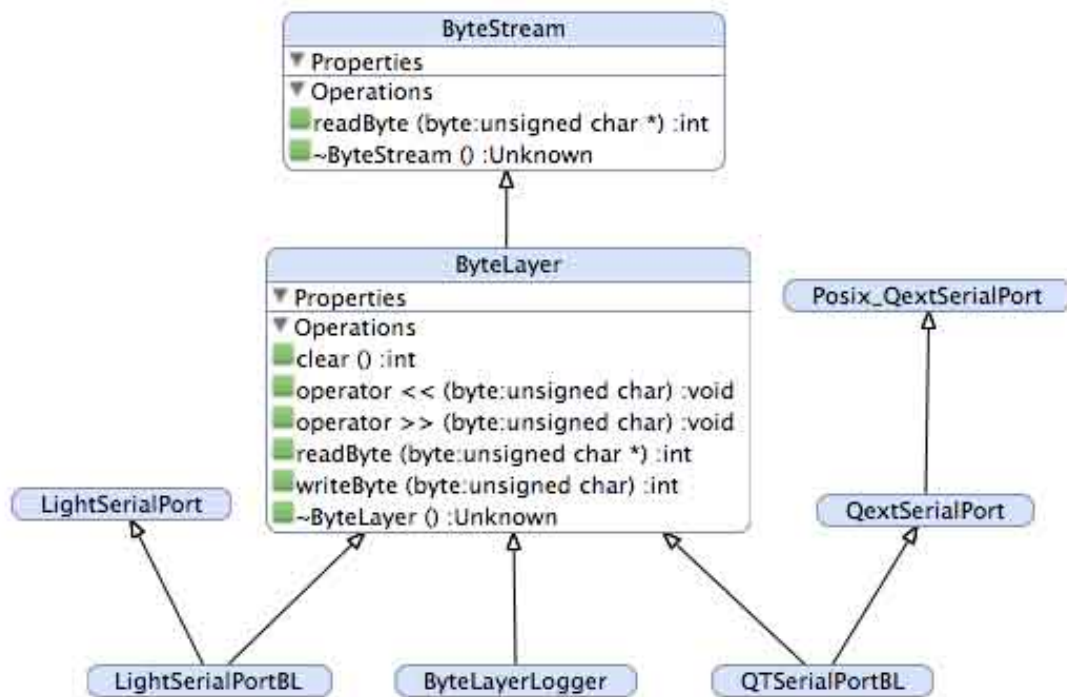 ByteStream
Properties
Operations
readByte (byte:unsigned char *) :int
~ByteStream () :Unknown
ByteLayer
Properties
Operations
clear () :int
operator << (byte:unsigned char) :void
operator >> (byte:unsigned char) :void
readByte (byte:unsigned char *) :int
writeByte (byte:unsigned char) :int
~ByteLayer () :Unknown
Posix_QextSerialPort
LightSerialPort
QextSerialPort
LightSerialPortBL
ByteLayerLogger
QTSerialPortBL